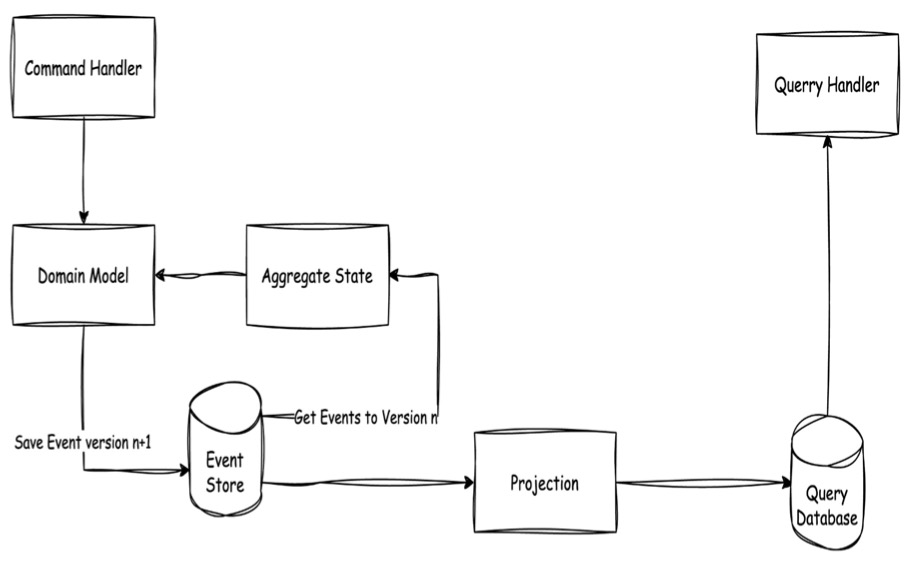 Command Handler
Querry Handler
Domain Model
Aggregate State
Get Events to Version n
Save Event version n+1
Event
Store
Projection
Query
Database